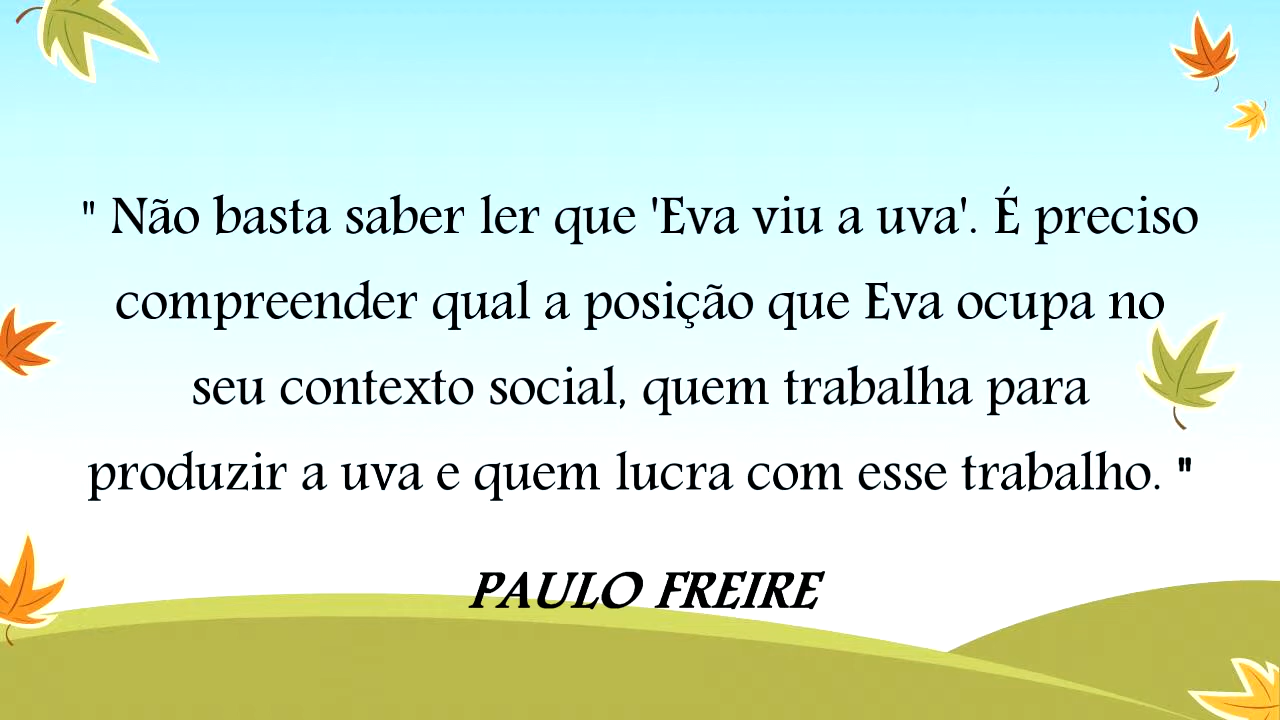 " Não basta saber ler que 'Eva viu a uva'. É preciso
compreender qual a posição que Eva ocupa no
seu contexto social, quem trabalha para
produzir a uva e quem lucra com esse trabalho. "
PAULO FREIRE